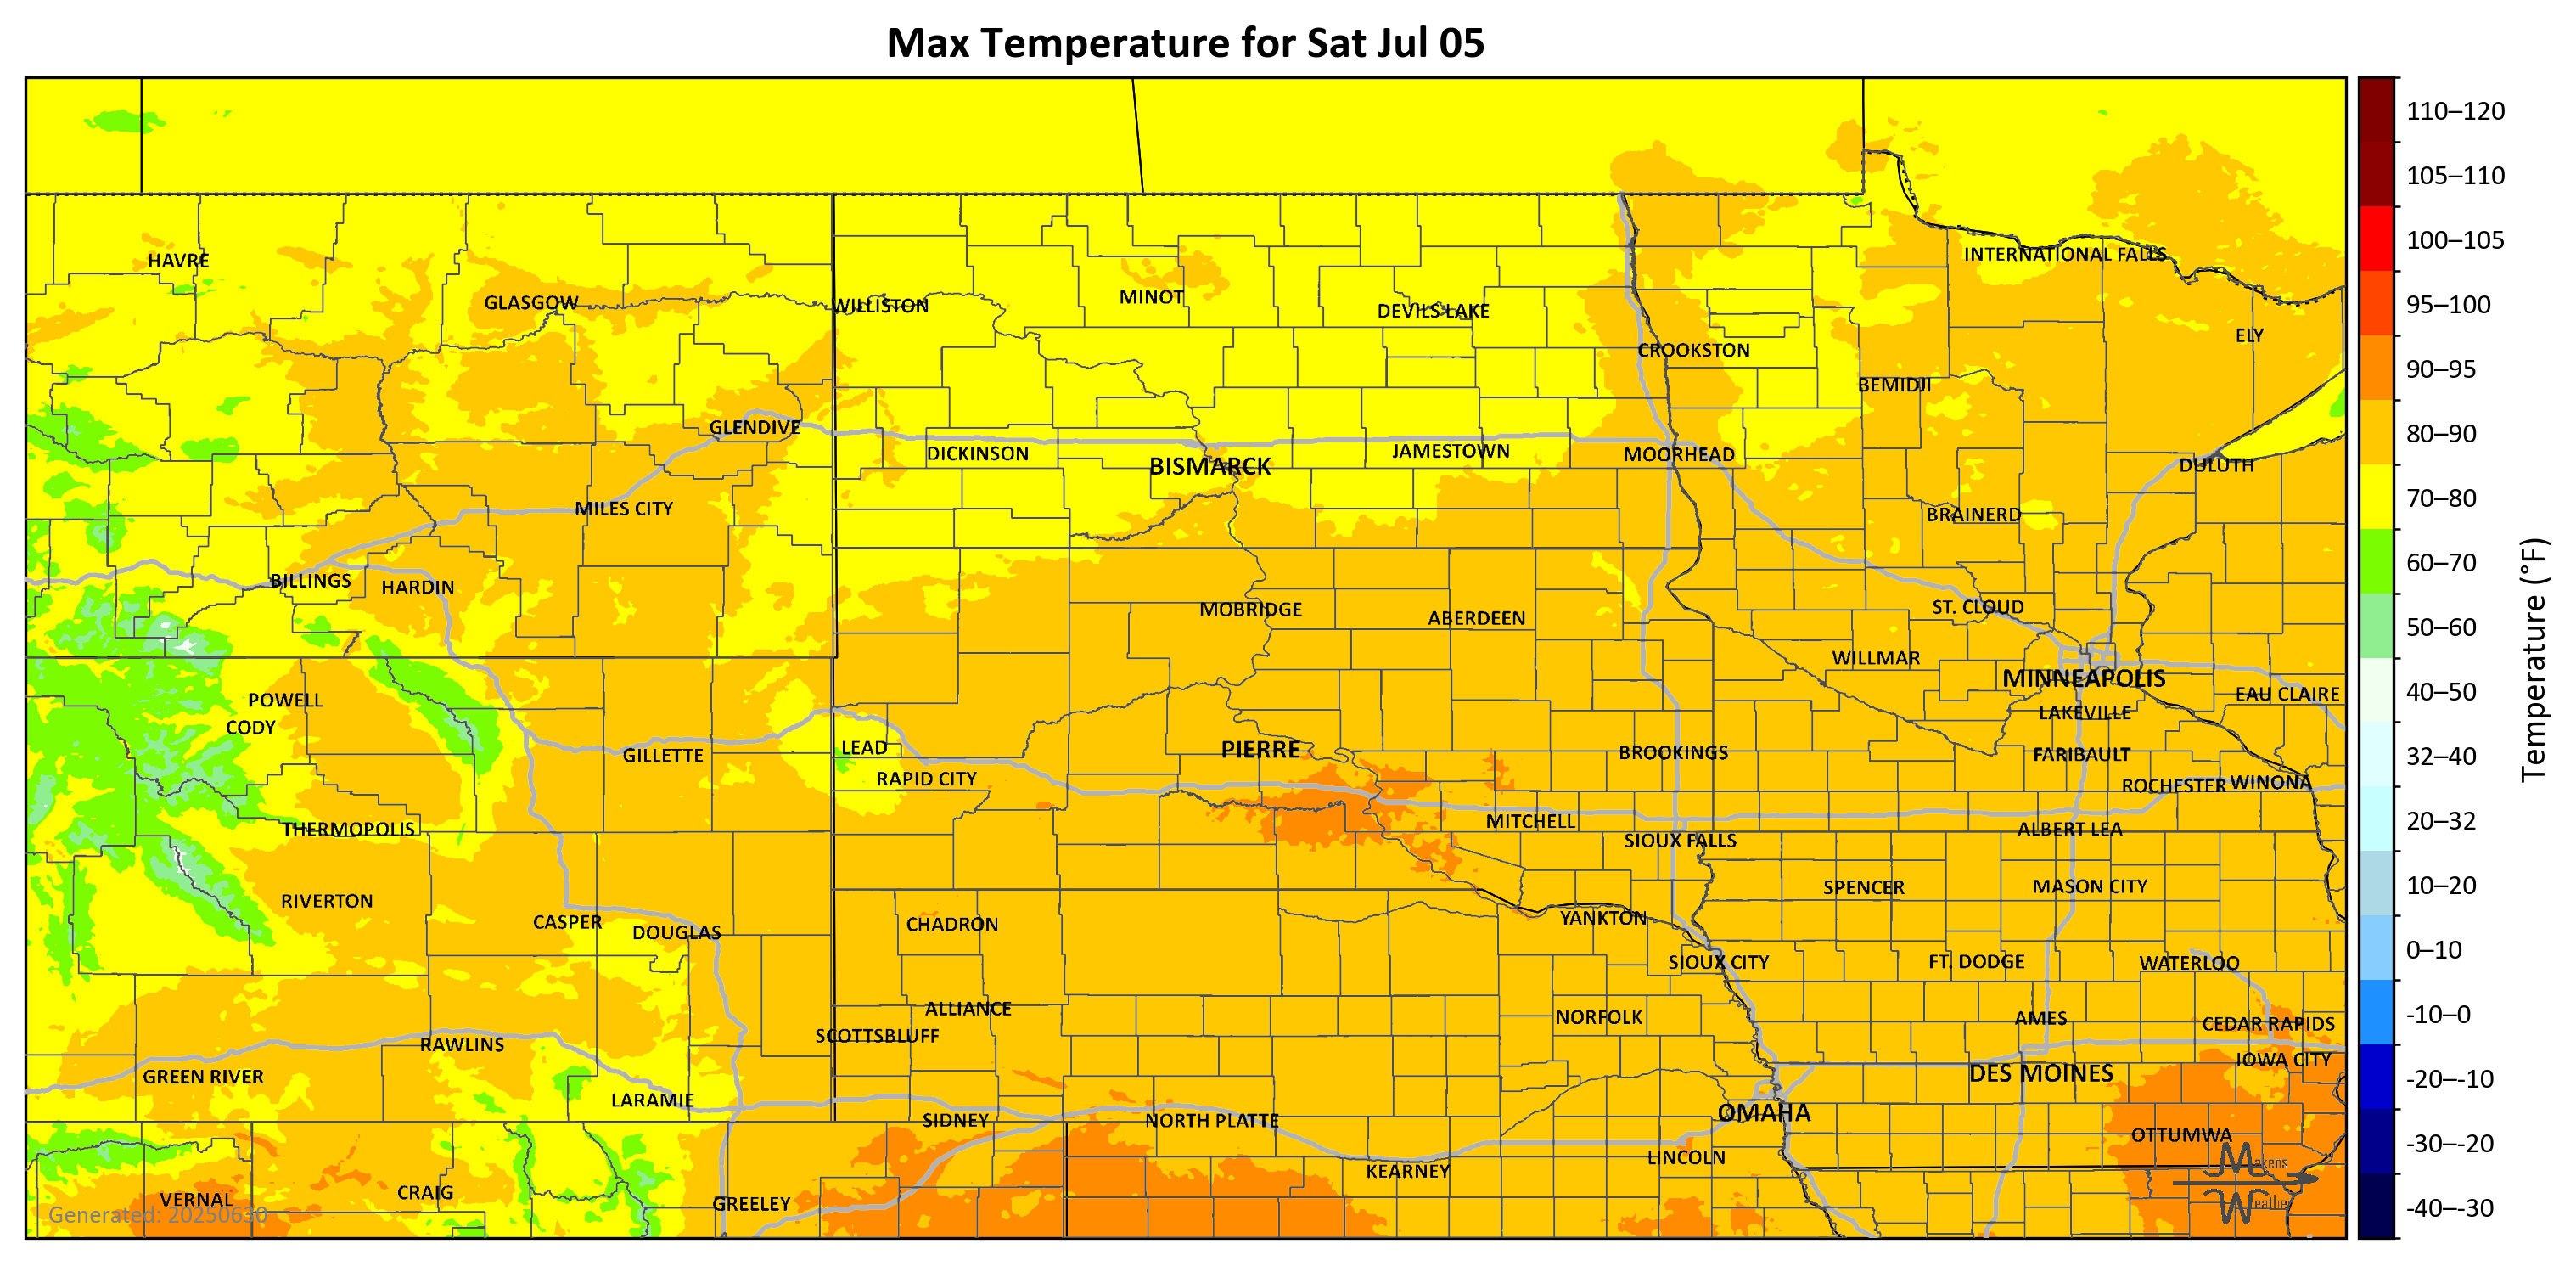 Max Temperature for Sat Jul 05
110–120
105–110
100–105
95–100
90–95
80–90
70–80
60–70
50–60
40–50
32–40
20–32
10–20
0–10
-10–0
-20–-10
-30–-20
-40–-30
Temperature (°F)
HAVRE
GLASGOW
WILLISTON
MINOT
DEVILS LAKE
INTERNATIONAL FALLS
CROOKSTON
ELY
BEMIDJI
GLENDIVE
DICKINSON
BISMARCK
JAMESTOWN
MOORHEAD
DULUTH
MILES CITY
BRAINERD
BILLINGS
HARDIN
MOBRIDGE
ABERDEEN
ST. CLOUD
WILLMAR
MINNEAPOLIS
EAU CLAIRE
POWELL
CODY
LAKEVILLE
GILLETTE
LEAD
PIERRE
BROOKINGS
FARIBAULT
RAPID CITY
ROCHESTER
WINONA
THERMOPOLIS
MITCHELL
SIOUX FALLS
ALBERT LEA
RIVERTON
SPENCER
MASON CITY
CASPER
DOUGLAS
CHADRON
YANKTON
SIOUX CITY
FT. DODGE
WATERLOO
ALLIANCE
NORFOLK
AMES
CEDAR RAPIDS
SCOTTSBLUFF
RAWLINS
IOWA CITY
GREEN RIVER
DES MOINES
LARAMIE
SIDNEY
NORTH PLATTE
OMAHA
OTTUMWA
LINCOLN
KEARNEY
VERNAL
CRAIG
GREELEY
Generated: 20250630
Makens
Weather